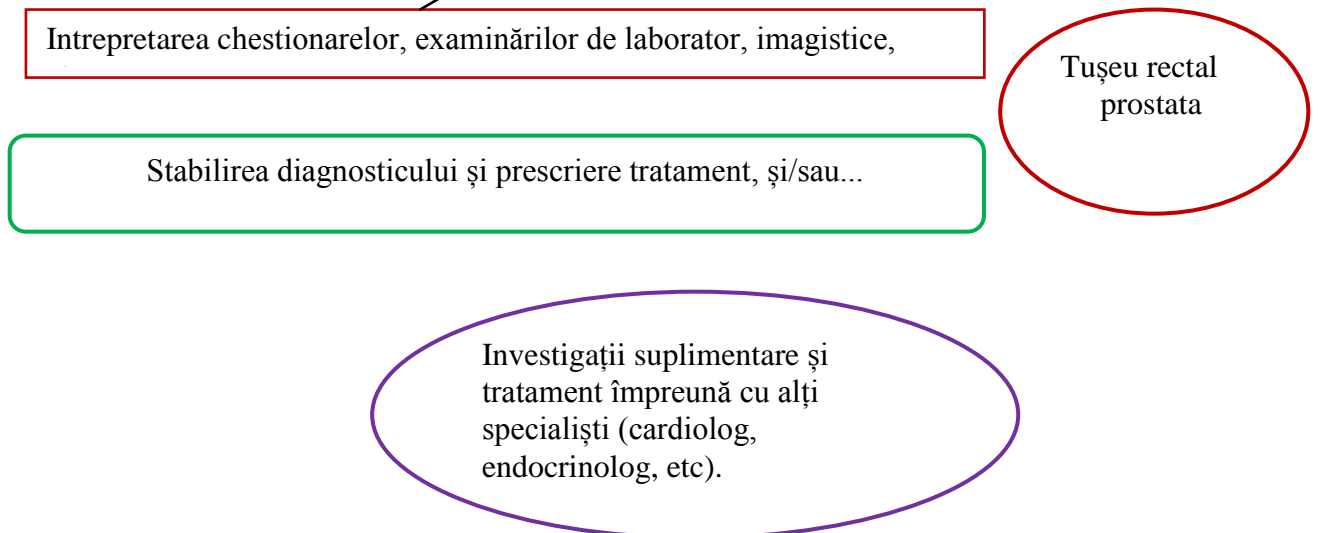 Intrepretarea chestionarelor, examinărilor de laborator, imagistice,
Tușeu rectal
prostata
Stabilirea diagnosticului și prescriere tratament, și/sau...
Investigații suplimentare și
tratament împreună cu alți
specialiști (cardiolog,
endocrinolog, etc).